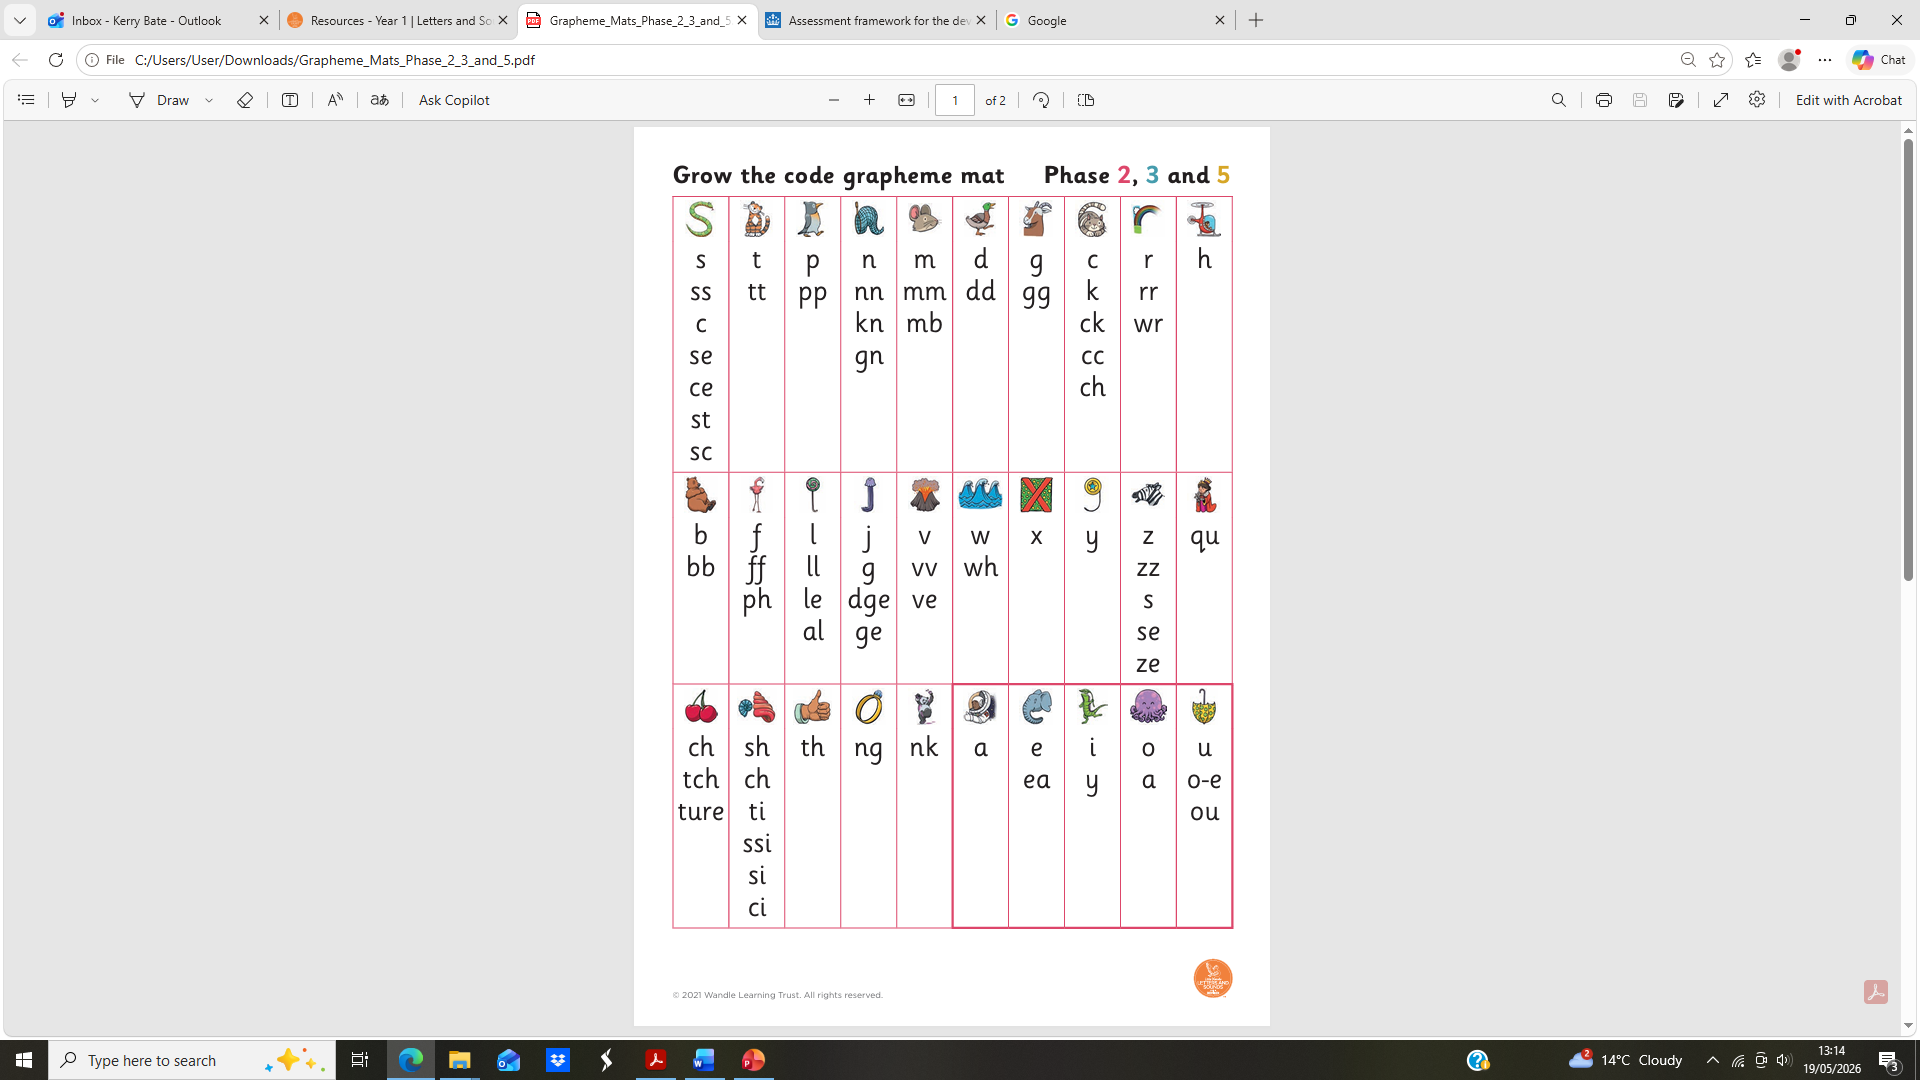 Inbox - Kerry Bate - Outlook
Resources - Year 1 | Letters and So
Grapheme_Mats_Phase_2_3_and_5
Assessment framework for the dev
Google
File C:/Users/User/Downloads/Grapheme_Mats_Phase_2_3_and_5.pdf
Chat
Draw
Ask Copilot
1 of 2
Edit with Acrobat
Grow the code grapheme mat Phase 2, 3 and 5
s t p n m d g c r h
ss tt pp nn mm dd gg k rr
c kn mb ck wr
se gn cc
ce ch
st
sc
b f l j v w x y z qu
bb ff ll g vv wh zz
ph le dge ve s
al ge se
ze
ch sh th ng nk a e i o u
tch ch ea y a o-e
ture ti ou
ssi
si
ci
LETTERS AND
SOUNDS
© 2021 Wandle Learning Trust. All rights reserved.
Type here to search
2
14°C Cloudy
13:14
19/05/2026
3